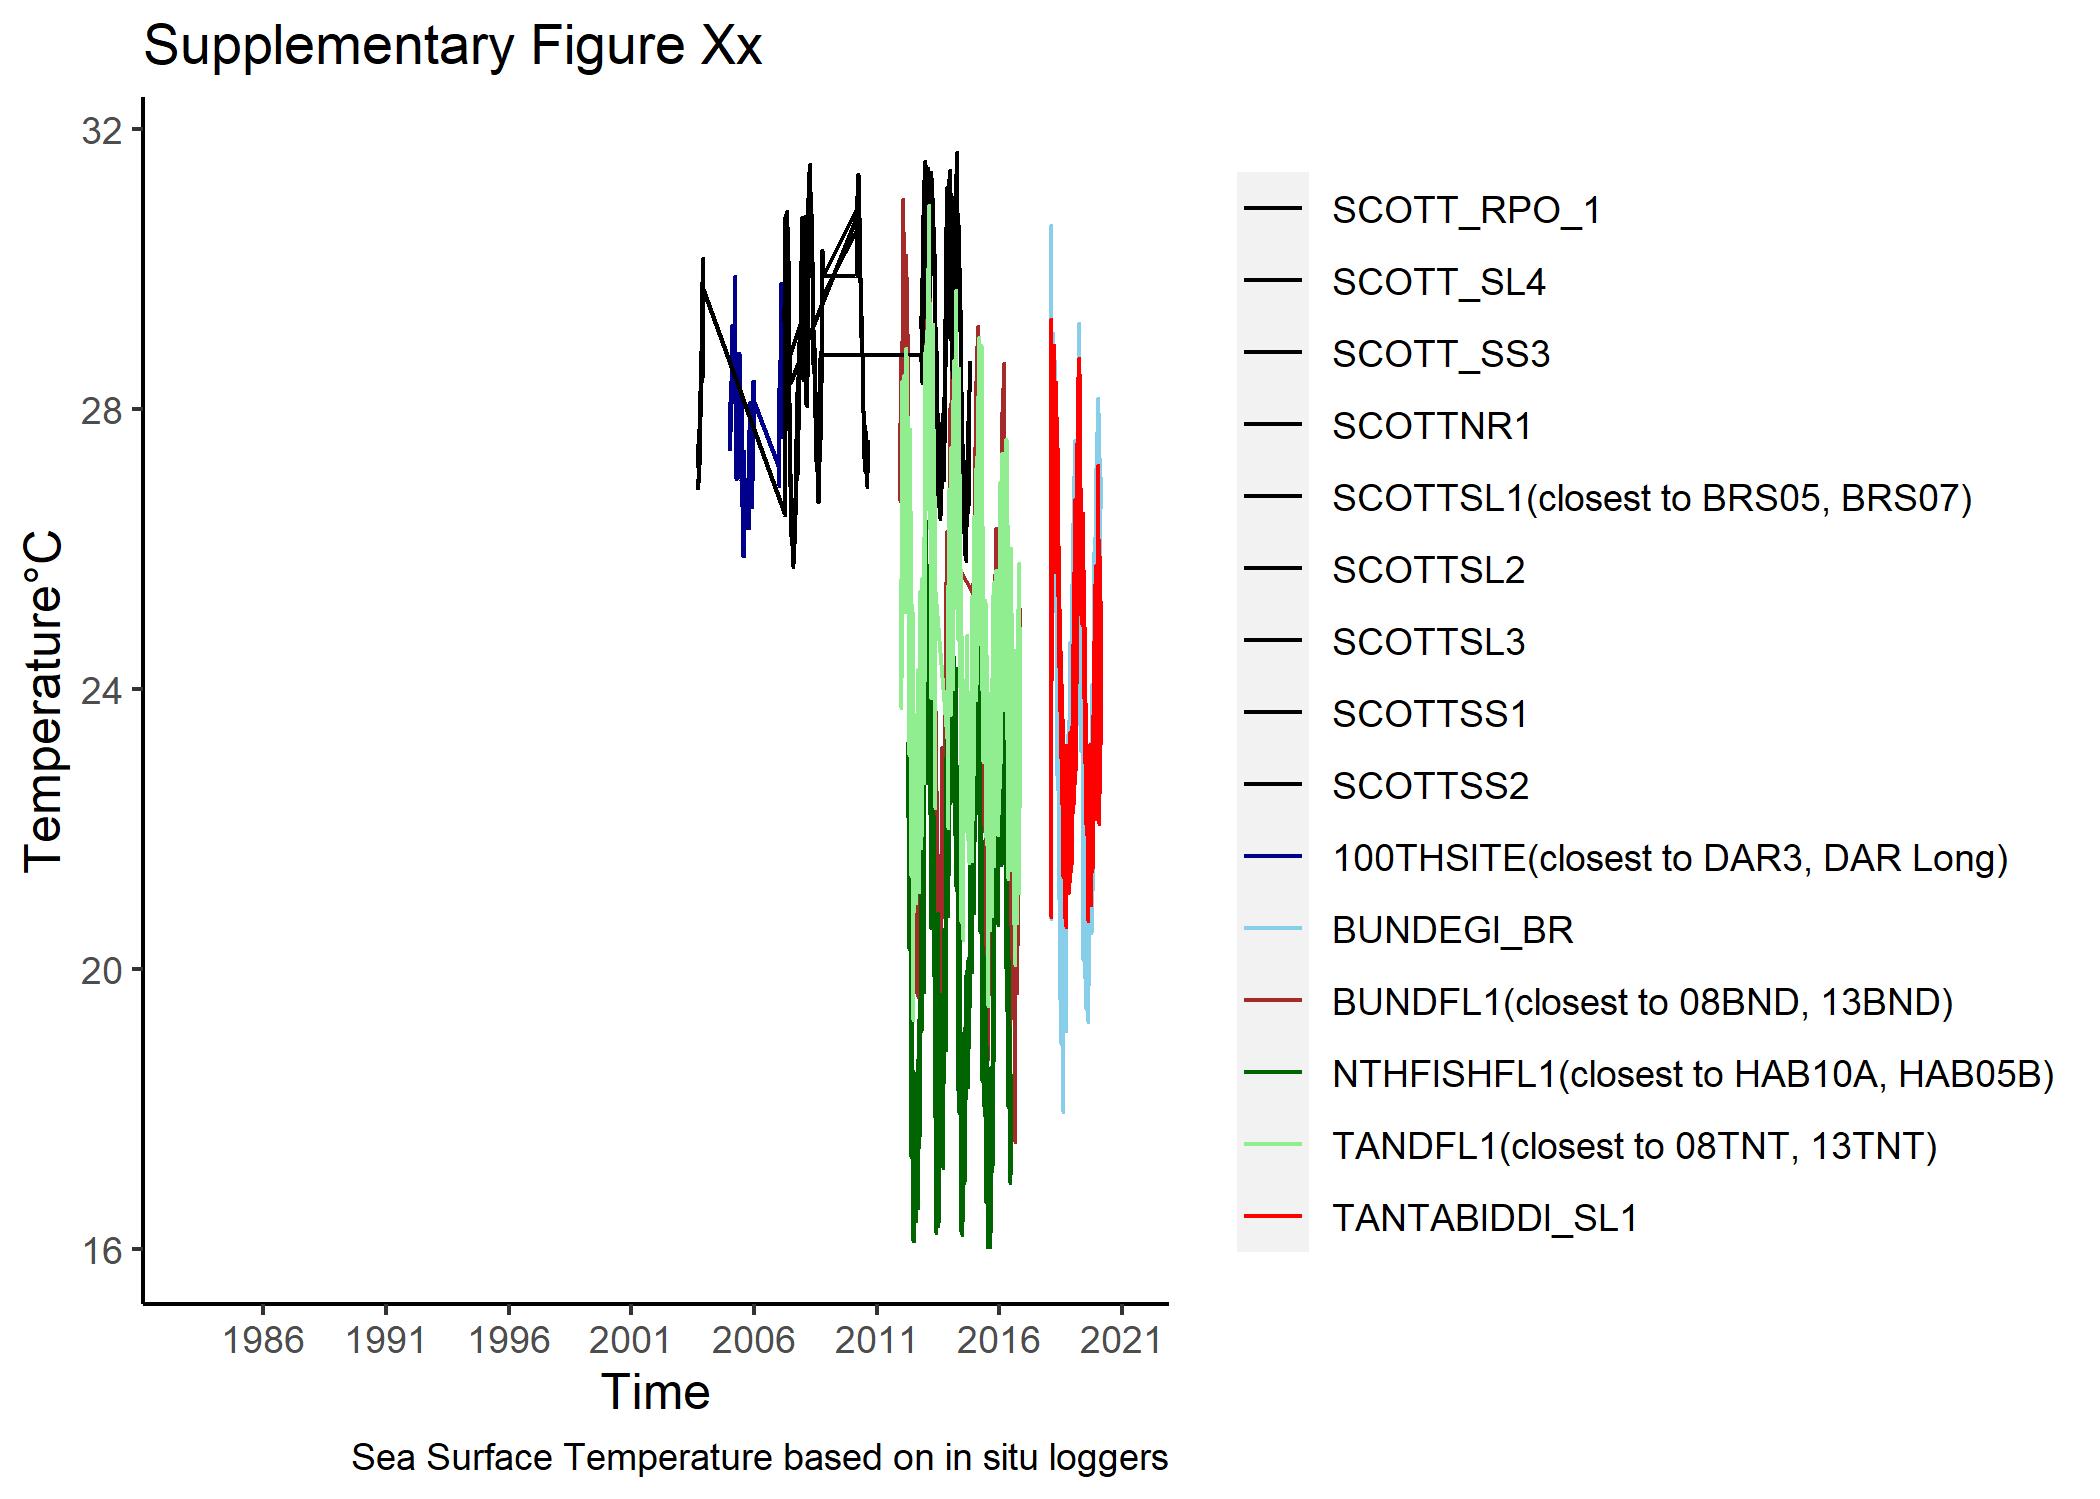 Supplementary Figure Xx
32
28
24
20
16
Temperature°C
1986 1991 1996 2001 2006 2011 2016 2021
Time
Sea Surface Temperature based on in situ loggers
SCOTT_RPO_1
SCOTT_SL4
SCOTT_SS3
SCOTTNR1
SCOTTSL1(closest to BRS05, BRS07)
SCOTTSL2
SCOTTSL3
SCOTTSS1
SCOTTSS2
100THSITE(closest to DAR3, DAR Long)
BUNDEGI_BR
BUNDFL1(closest to 08BND, 13BND)
NTHFISHFL1(closest to HAB10A, HAB05B)
TANDFL1(closest to 08TNT, 13TNT)
TANTABIDDI_SL1